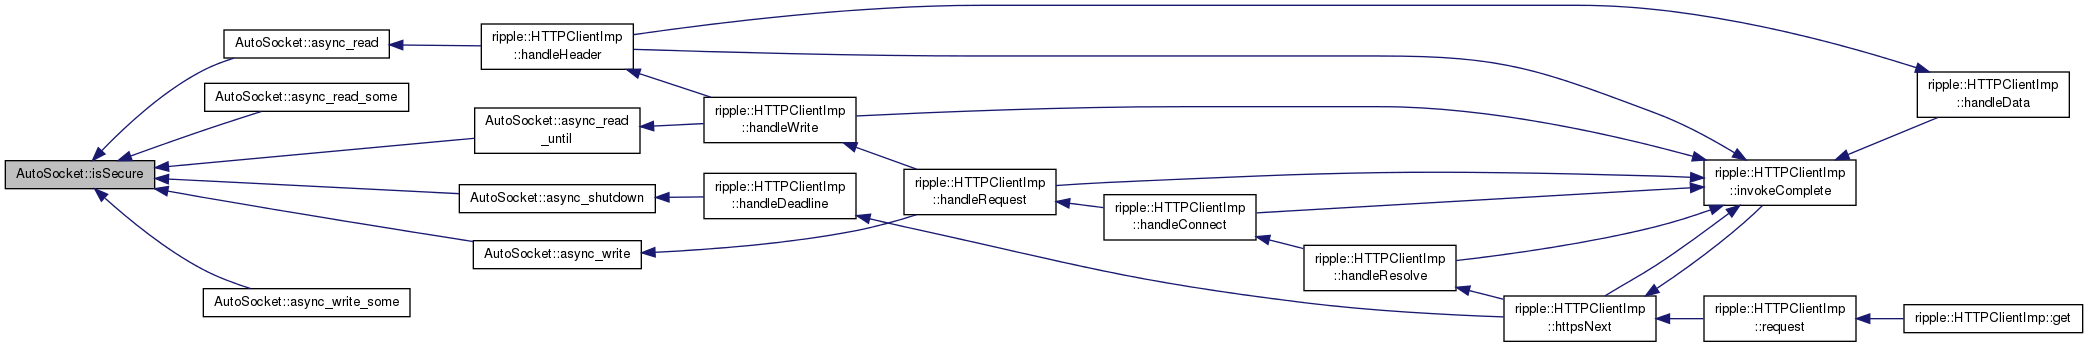 AutoSocket::isSecure
AutoSocket::async_read
AutoSocket::async_read_some
AutoSocket::async_read
_until
AutoSocket::async_shutdown
AutoSocket::async_write
AutoSocket::async_write_some
ripple::HTTPClientImp
::handleHeader
ripple::HTTPClientImp
::handleWrite
ripple::HTTPClientImp
::handleDeadline
ripple::HTTPClientImp
::handleRequest
ripple::HTTPClientImp
::handleConnect
ripple::HTTPClientImp
::handleResolve
ripple::HTTPClientImp
::httpsNext
ripple::HTTPClientImp
::invokeComplete
ripple::HTTPClientImp
::request
ripple::HTTPClientImp
::handleData
ripple::HTTPClientImp::get